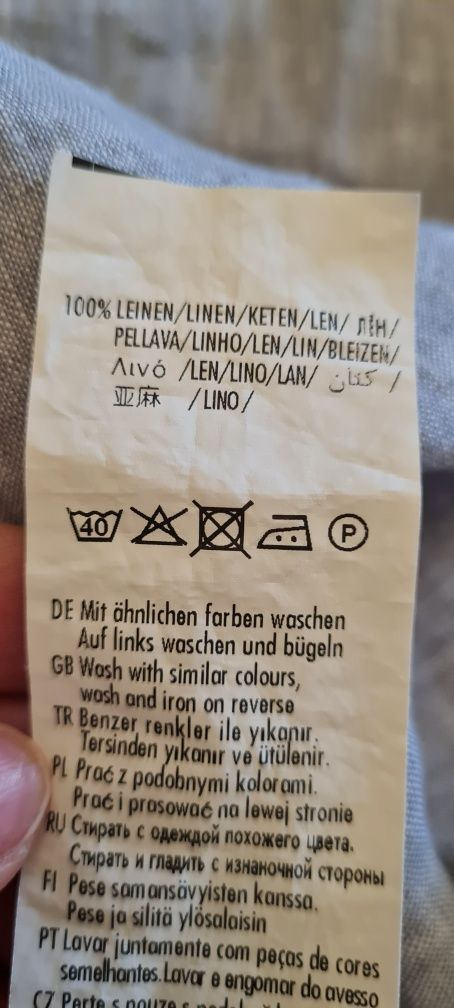 100% LEINEN/LINEN/KETEN/LEN/ ЛЕН/
PELLAVA/LINHO/LEN/LIN/BLEIZEN/
Λινό /LEN/LINO/LAN/ كتان /
亚麻 /LINO/
40 P
DE Mit ähnlichen farben waschen
Auf links waschen und bügeln
GB Wash with similar colours,
wash and iron on reverse
TR Benzer renkler ile yıkanır.
Tersinden yıkanır ve ütülenir.
PL Prać z podobnymi kolorami.
Prać i prasować na lewej stronie
RU Стирать с одеждой похожего цвета.
Стирать и гладить с изнаночной стороны
FI Pese samansävyisten kanssa.
Pese ja silitä ylösalaisin
PT Lavar juntamente com peças de cores
semelhantes. Lavar e engomar do avesso
CZ Perte s pouze s